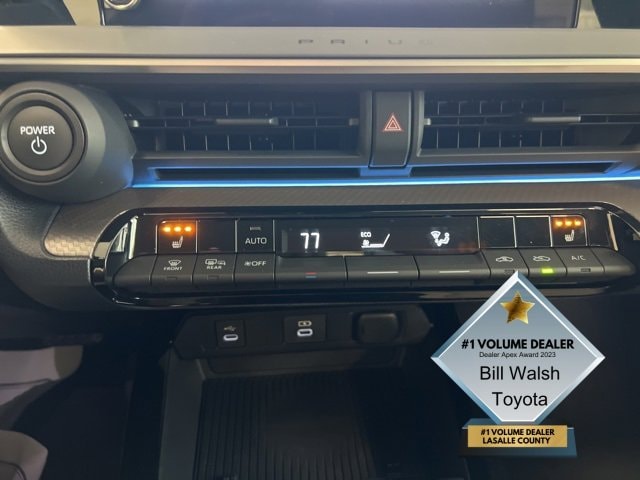 PRIUS
POWER
AUTO
77
ECO
FRONT
REAR
OFF
A/C
#1 VOLUME DEALER
Dealer Apex Award 2023
Bill Walsh
Toyota
#1 VOLUME DEALER
LASALLE COUNTY